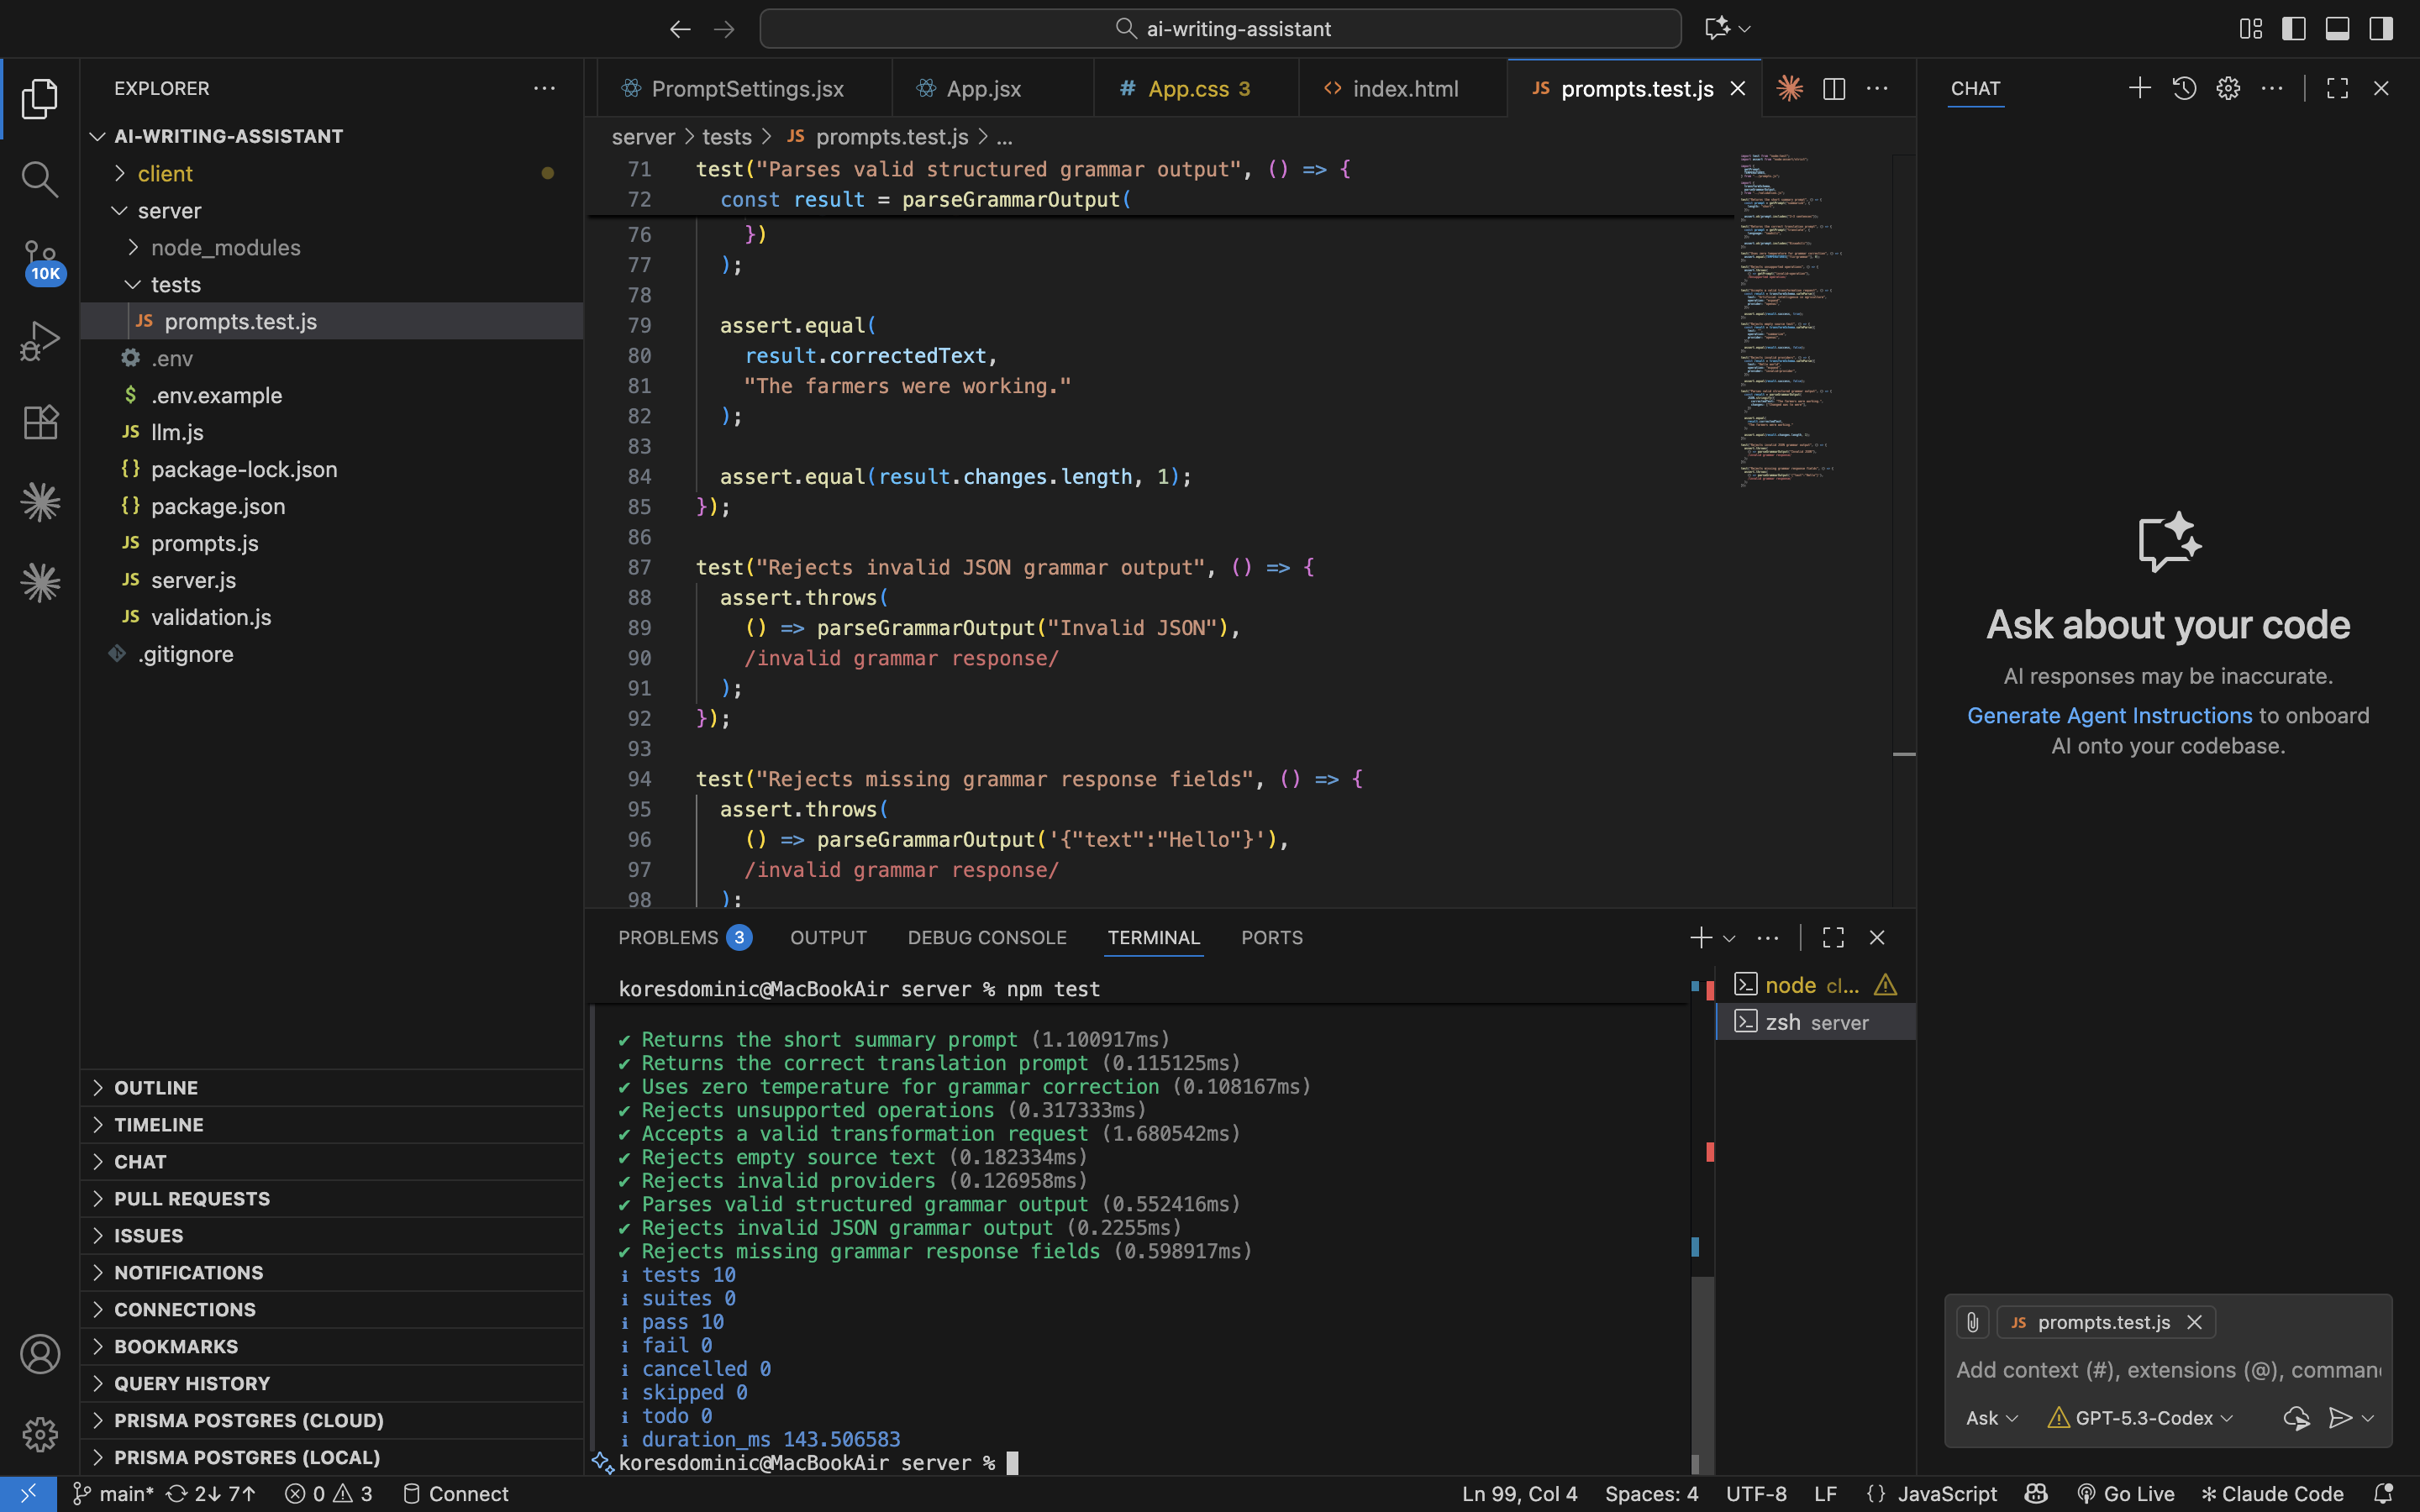 ai-writing-assistant
EXPLORER
AI-WRITING-ASSISTANT
client
server
node_modules
tests
JS prompts.test.js
.env
$ .env.example
JS llm.js
{} package-lock.json
{} package.json
JS prompts.js
JS server.js
JS validation.js
.gitignore
10K
OUTLINE
TIMELINE
CHAT
PULL REQUESTS
ISSUES
NOTIFICATIONS
CONNECTIONS
BOOKMARKS
QUERY HISTORY
PRISMA POSTGRES (CLOUD)
PRISMA POSTGRES (LOCAL)
PromptSettings.jsx
App.jsx
# App.css 3
<> index.html
JS prompts.test.js
server > tests > JS prompts.test.js > ...
71 test("Parses valid structured grammar output", () => {
72 const result = parseGrammarOutput(
76 })
77 );
78
79 assert.equal(
80 result.correctedText,
81 "The farmers were working."
82 );
83
84 assert.equal(result.changes.length, 1);
85 });
86
87 test("Rejects invalid JSON grammar output", () => {
88 assert.throws(
89 () => parseGrammarOutput("Invalid JSON"),
90 /invalid grammar response/
91 );
92 });
93
94 test("Rejects missing grammar response fields", () => {
95 assert.throws(
96 () => parseGrammarOutput('{"text":"Hello"}'),
97 /invalid grammar response/
98 );
PROBLEMS 3
OUTPUT
DEBUG CONSOLE
TERMINAL
PORTS
koresdominic@MacBookAir server % npm test
✔ Returns the short summary prompt (1.100917ms)
✔ Returns the correct translation prompt (0.115125ms)
✔ Uses zero temperature for grammar correction (0.108167ms)
✔ Rejects unsupported operations (0.317333ms)
✔ Accepts a valid transformation request (1.680542ms)
✔ Rejects empty source text (0.182334ms)
✔ Rejects invalid providers (0.126958ms)
✔ Parses valid structured grammar output (0.552416ms)
✔ Rejects invalid JSON grammar output (0.2255ms)
✔ Rejects missing grammar response fields (0.598917ms)
ℹ tests 10
ℹ suites 0
ℹ pass 10
ℹ fail 0
ℹ cancelled 0
ℹ skipped 0
ℹ todo 0
ℹ duration_ms 143.506583
koresdominic@MacBookAir server %
node cl...
zsh server
CHAT
Ask about your code
AI responses may be inaccurate.
Generate Agent Instructions to onboard
AI onto your codebase.
JS prompts.test.js
Add context (#), extensions (@), comman
Ask
GPT-5.3-Codex
main* 2↓ 7↑
0 3
Connect
Ln 99, Col 4
Spaces: 4
UTF-8
LF
{} JavaScript
Go Live
Claude Code